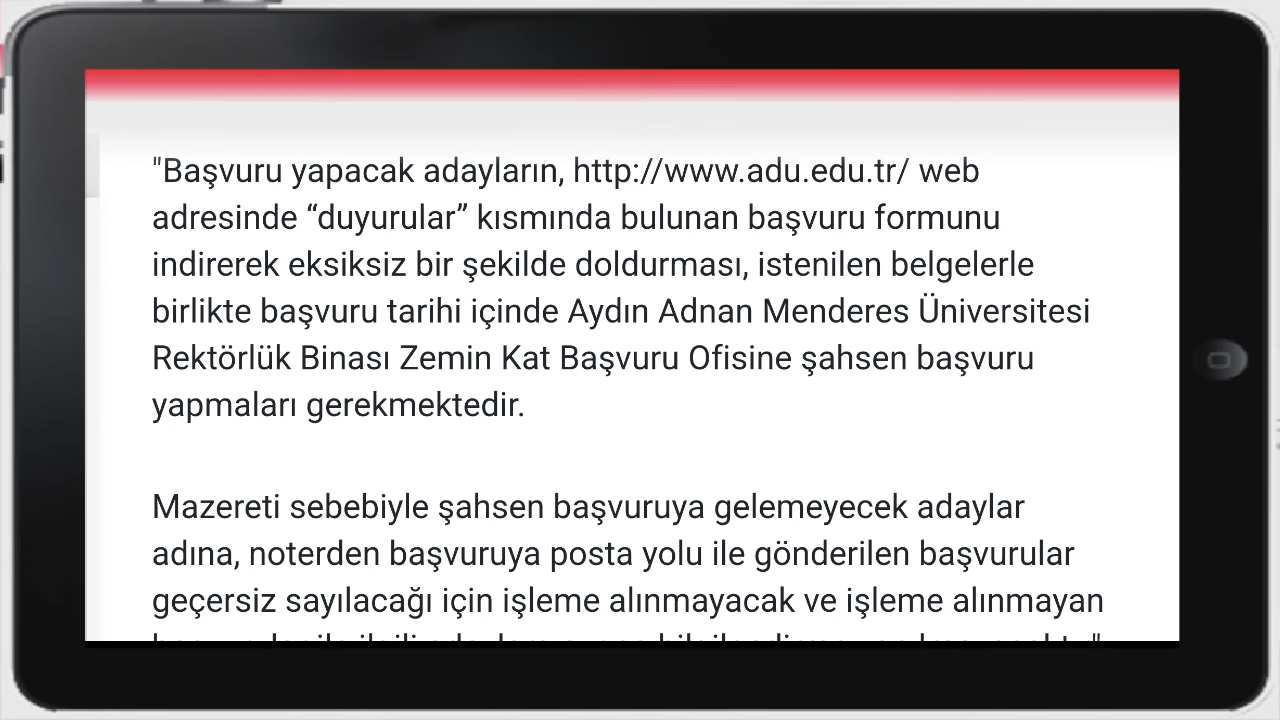 "Başvuru yapacak adayların, http://www.adu.edu.tr/ web
adresinde “duyurular” kısmında bulunan başvuru formunu
indirerek eksiksiz bir şekilde doldurması, istenilen belgelerle
birlikte başvuru tarihi içinde Aydın Adnan Menderes Üniversitesi
Rektörlük Binası Zemin Kat Başvuru Ofisine şahsen başvuru
yapmaları gerekmektedir.
Mazereti sebebiyle şahsen başvuruya gelemeyecek adaylar
adına, noterden başvuruya posta yolu ile gönderilen başvurular
geçersiz sayılacağı için işleme alınmayacak ve işleme alınmayan